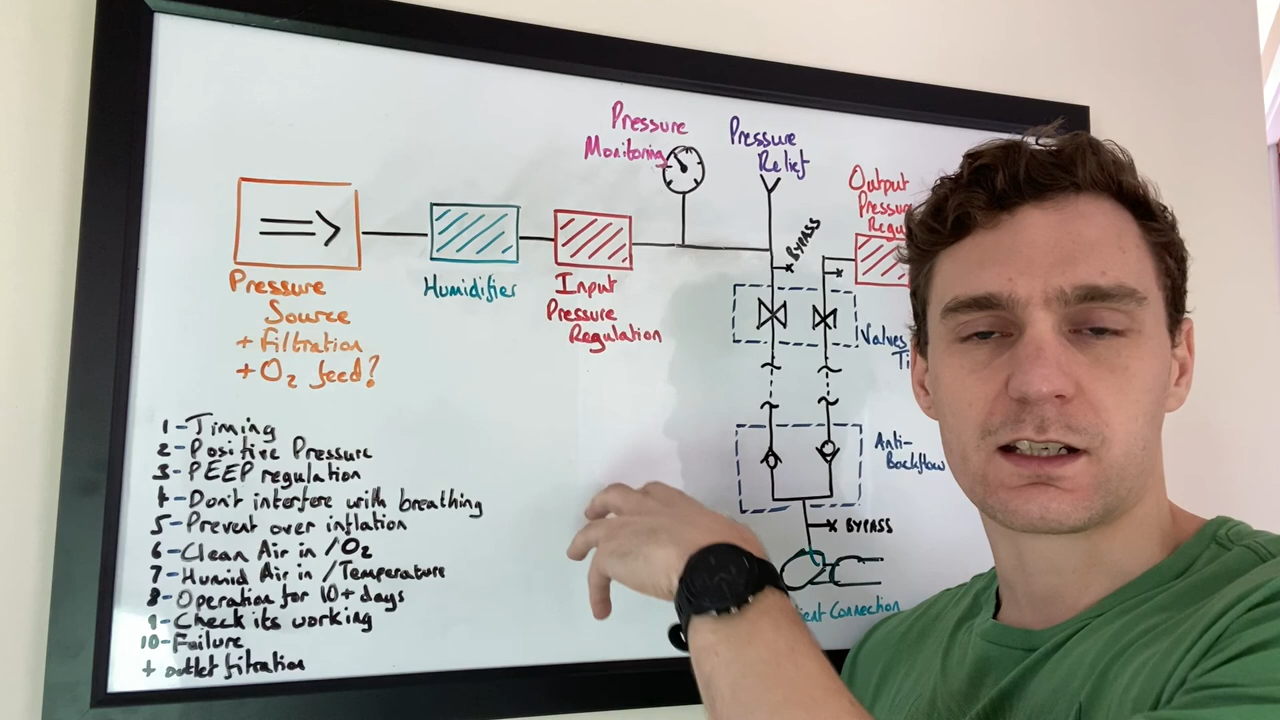 Pressure
Monitoring
Pressure
Relief
Output
Pressure
BYPASS
Pressure
Source
+ Filtration
+ O₂ feed?
Humidifier
Input
Pressure
Regulation
Valves
Anti-
Backflow
BYPASS
Connection
1-Timing
2-Positive Pressure
3-PEEP regulation
4-Don't interfere with breathing
5-Prevent over inflation
6-Clean Air in /O₂
7-Humid Air in /Temperature
8-Operation for 10+ days
9-Check its working
10-Failure
+ outlet filtration